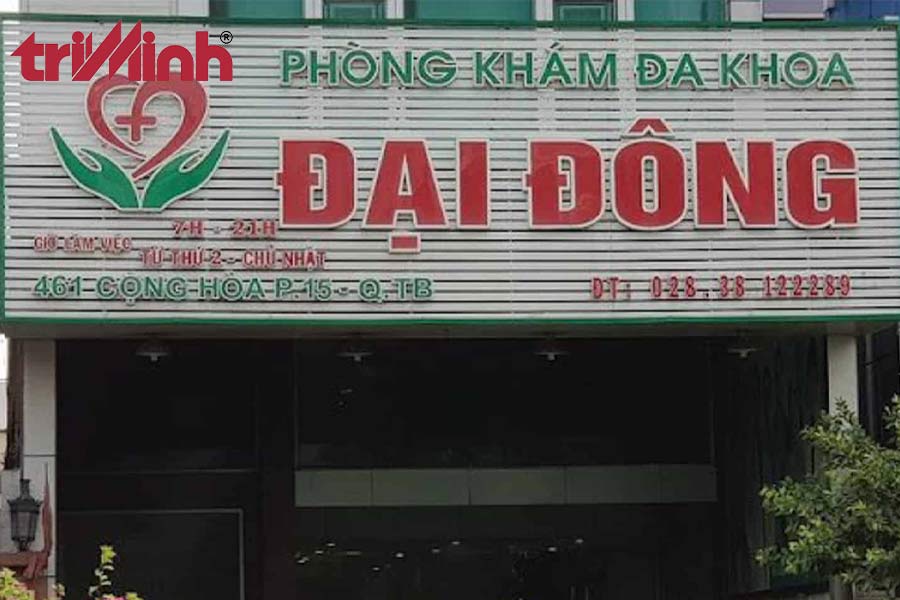 triMinh®
PHÒNG KHÁM ĐA KHOA
ĐẠI ĐÔNG
7H - 21H
GIỜ LÀM VIỆC
TỪ THỨ 2 - CHỦ NHẬT
461 CỘNG HÒA P.15 - Q.TB
ĐT: 028.38 122289